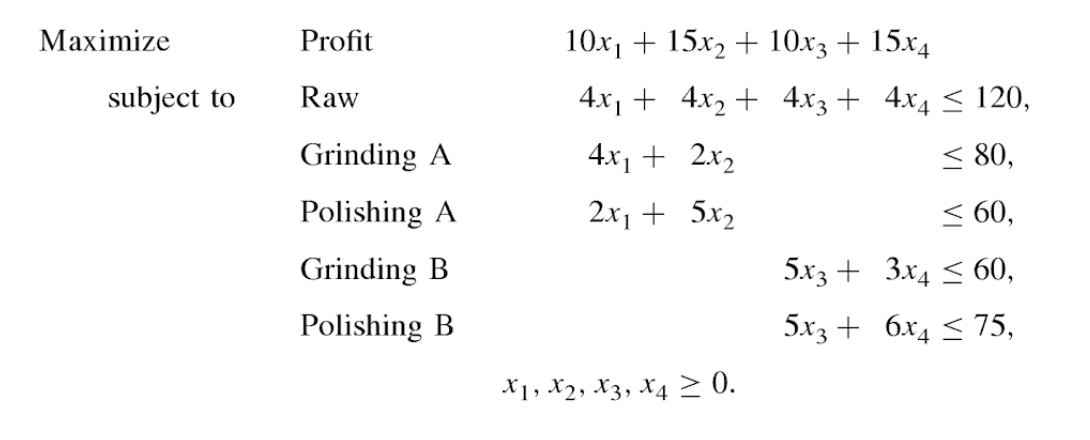 Maximize Profit 10x₁ + 15x₂ + 10x₃ + 15x₄
subject to Raw 4x₁ + 4x₂ + 4x₃ + 4x₄ ≤ 120,
Grinding A 4x₁ + 2x₂ ≤ 80,
Polishing A 2x₁ + 5x₂ ≤ 60,
Grinding B 5x₃ + 3x₄ ≤ 60,
Polishing B 5x₃ + 6x₄ ≤ 75,
x₁, x₂, x₃, x₄ ≥ 0.